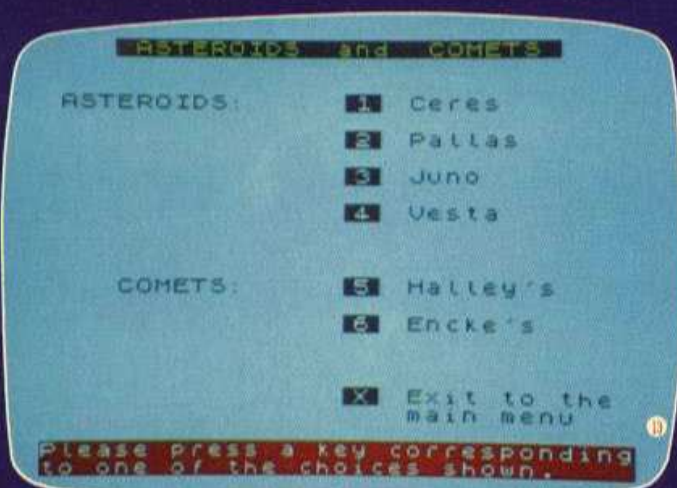 ASTEROIDS and COMETS
ASTEROIDS: 1 Ceres
2 Pallas
3 Juno
4 Vesta
COMETS: 5 Halley's
6 Encke's
X Exit to the
main menu
Please press a key corresponding
to one of the choices shown.